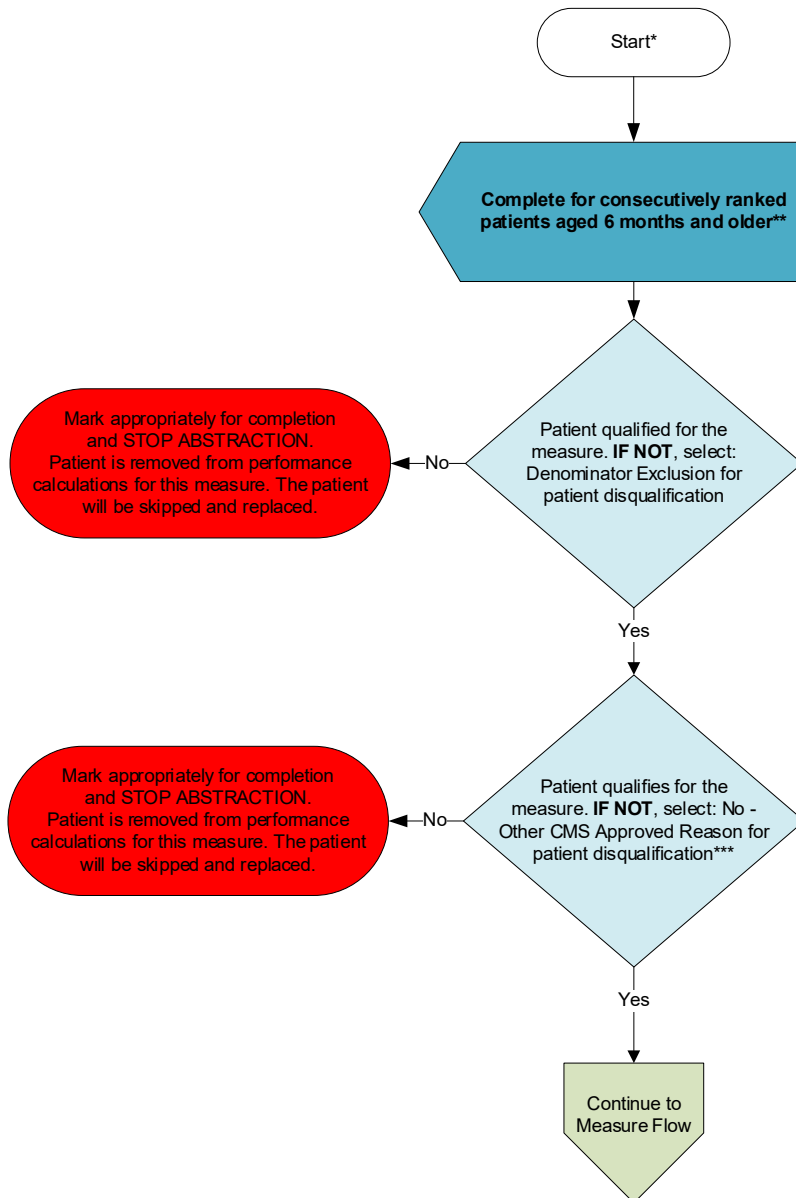 Start*
Complete for consecutively ranked
patients aged 6 months and older**
Patient qualified for the
measure. IF NOT, select:
Denominator Exclusion for
patient disqualification
No
Mark appropriately for completion
and STOP ABSTRACTION.
Patient is removed from performance
calculations for this measure. The patient
will be skipped and replaced.
Yes
Patient qualifies for the
measure. IF NOT, select: No -
Other CMS Approved Reason for
patient disqualification***
No
Mark appropriately for completion
and STOP ABSTRACTION.
Patient is removed from performance
calculations for this measure. The patient
will be skipped and replaced.
Yes
Continue to
Measure Flow